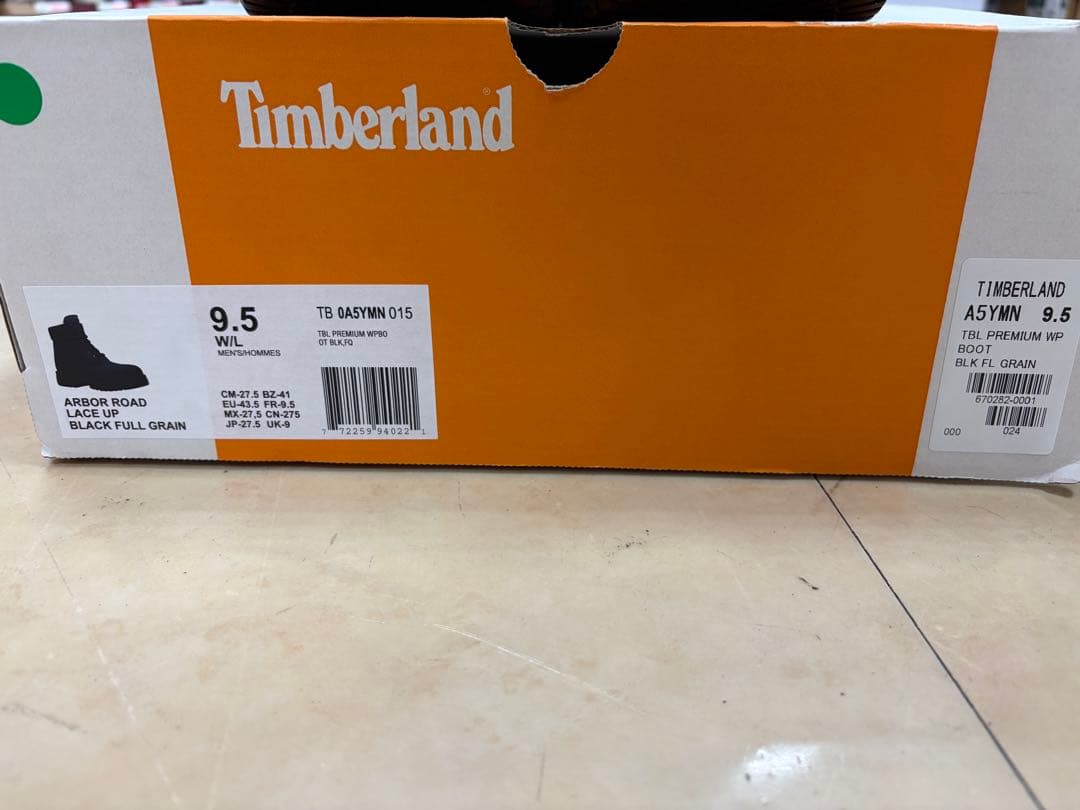 Timberland®
ARBOR ROAD
LACE UP
BLACK FULL GRAIN
9.5
W/L
MEN'S/HOMMES
CM-27.5 BZ-41
EU-43.5 FR-9.5
MX-27,5 CN-275
JP-27.5 UK-9
TB 0A5YMN 015
TBL PREMIUM WPBO
OT BLK,FQ
7 72259 94022 1
TIMBERLAND
A5YMN 9.5
TBL PREMIUM WP
BOOT
BLK FL GRAIN
670282-0001
000 024